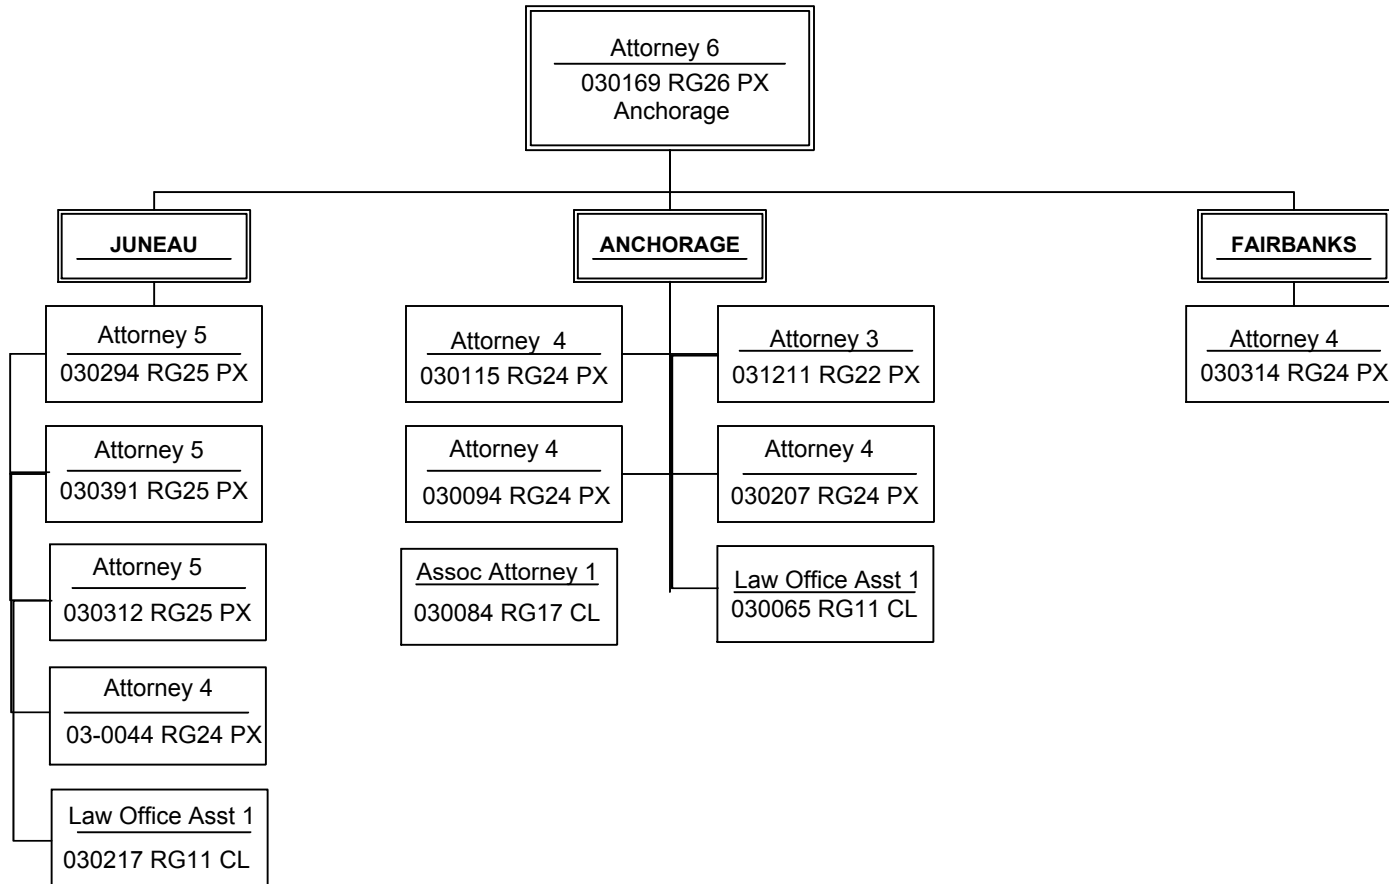 Attorney 6
030169 RG26 PX
Anchorage
JUNEAU
ANCHORAGE
FAIRBANKS
Attorney 5
030294 RG25 PX
Attorney 5
030391 RG25 PX
Attorney 5
030312 RG25 PX
Attorney 4
03-0044 RG24 PX
Law Office Asst 1
030217 RG11 CL
Attorney 4
030115 RG24 PX
Attorney 4
030094 RG24 PX
Assoc Attorney 1
030084 RG17 CL
Attorney 3
031211 RG22 PX
Attorney 4
030207 RG24 PX
Law Office Asst 1
030065 RG11 CL
Attorney 4
030314 RG24 PX